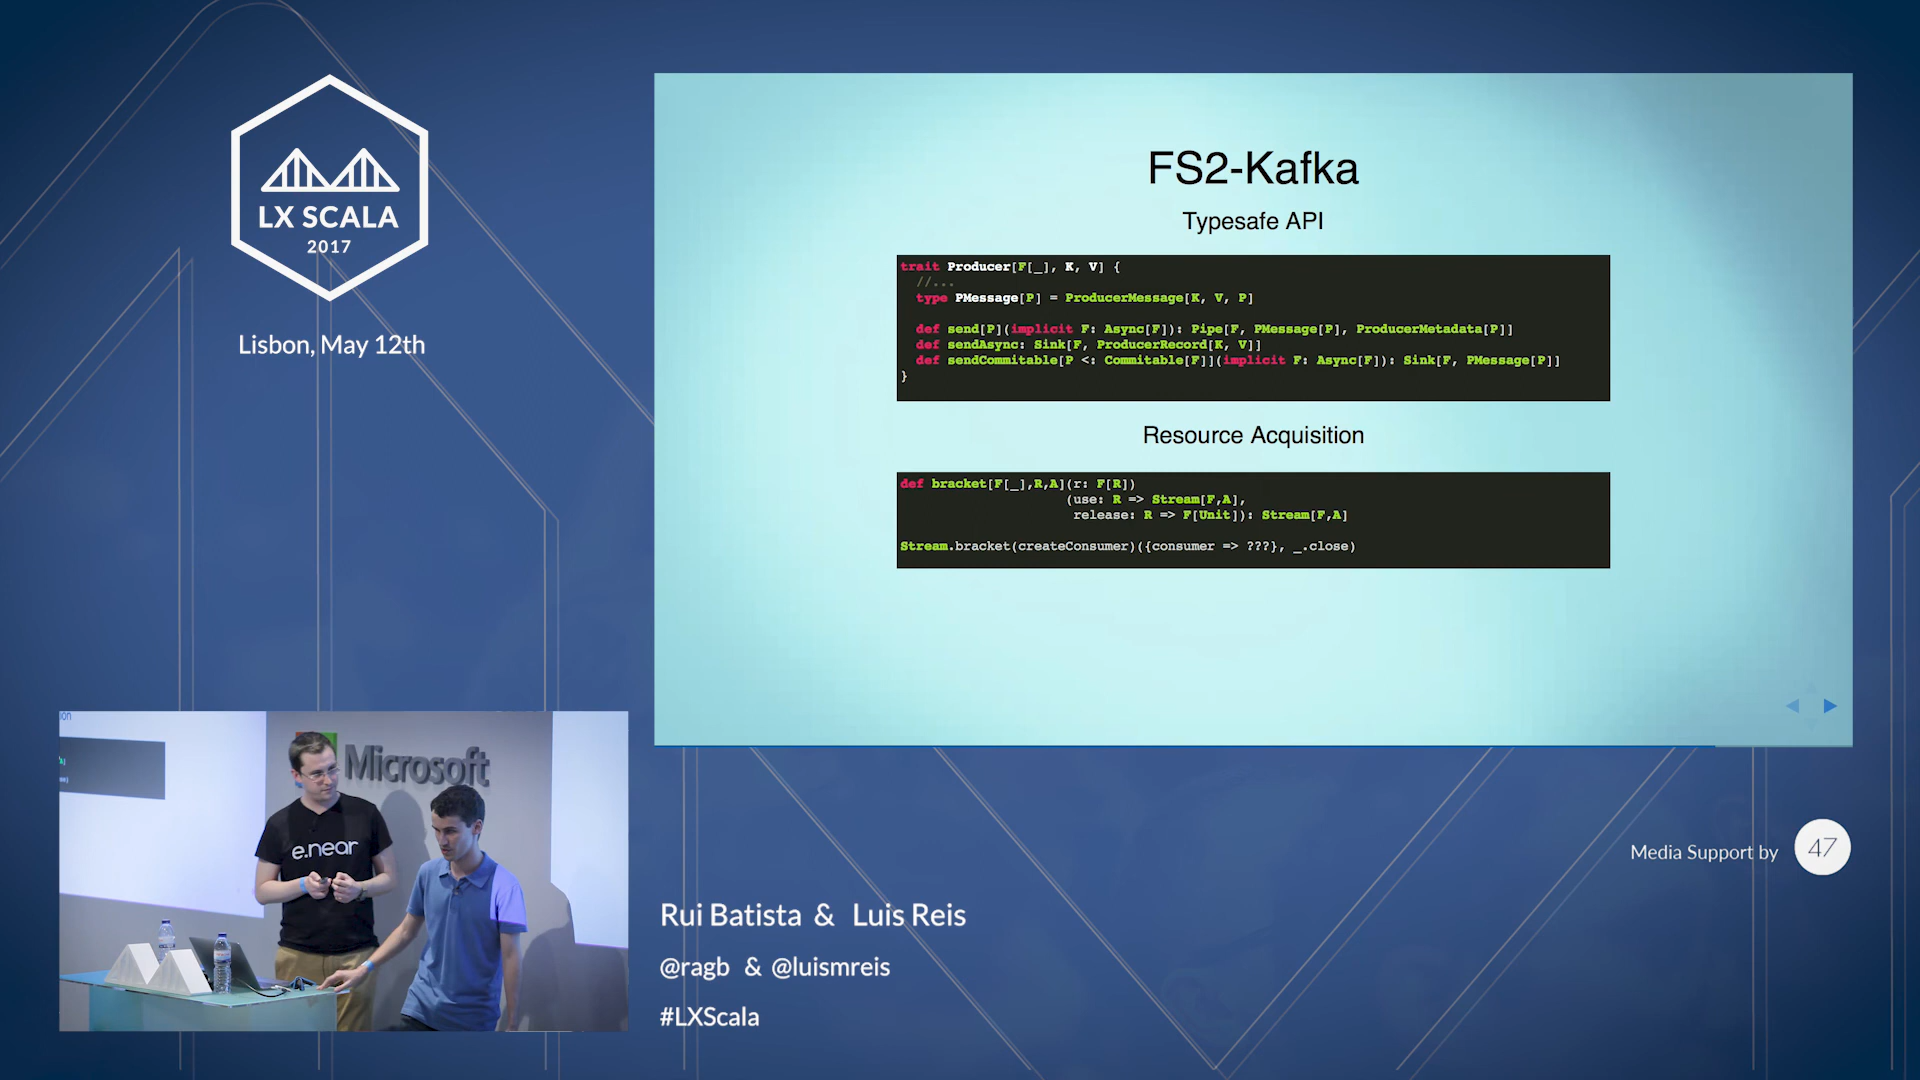 LX SCALA
2017
Lisbon, May 12th
FS2-Kafka
Typesafe API
trait Producer[F[_], K, V] {
//...
type PMessage[P] = ProducerMessage[K, V, P]
def send[P](implicit F: Async[F]): Pipe[F, PMessage[P], ProducerMetadata[P]]
def sendAsync: Sink[F, ProducerRecord[K, V]]
def sendCommitable[P <: Commitable[F]](implicit F: Async[F]): Sink[F, PMessage[P]]
}
Resource Acquisition
def bracket[F[_],R,A](r: F[R])
(use: R => Stream[F,A],
release: R => F[Unit]): Stream[F,A]
Stream.bracket(createConsumer)({consumer => ???}, _.close)
ion
Microsoft
e.near
Media Support by 47
Rui Batista & Luis Reis
@ragb & @luismreis
#LXScala